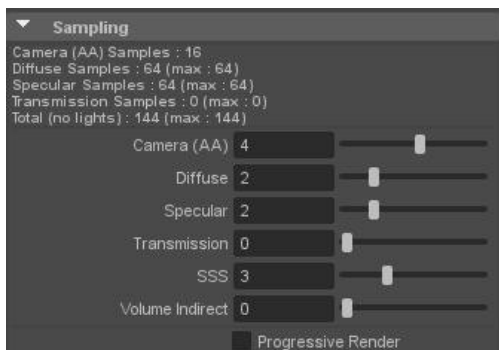 Sampling
Camera (AA) Samples : 16
Diffuse Samples : 64 (max : 64)
Specular Samples : 64 (max : 64)
Transmission Samples : 0 (max : 0)
Total (no lights) : 144 (max : 144)
Camera (AA) 4
Diffuse 2
Specular 2
Transmission 0
SSS 3
Volume Indirect 0
Progressive Render